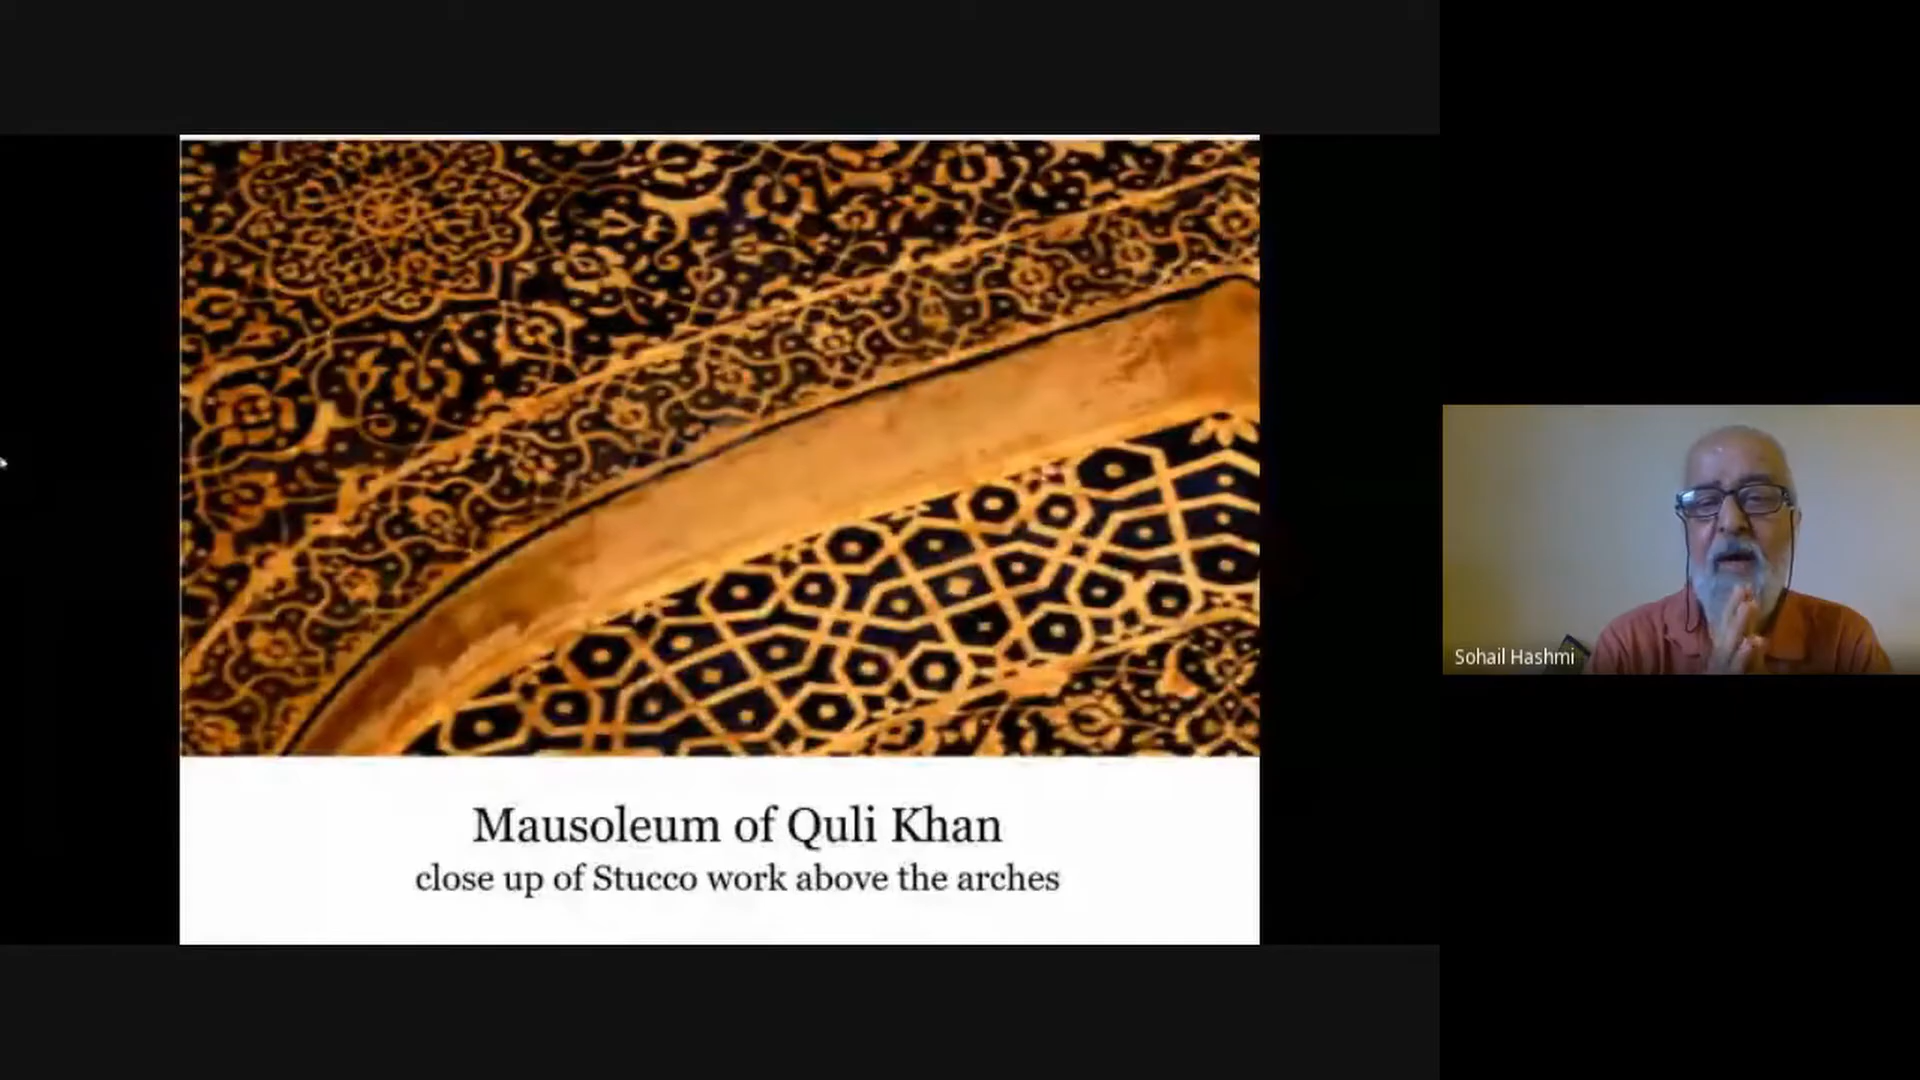 Mausoleum of Quli Khan
close up of Stucco work above the arches
Sohail Hashmi